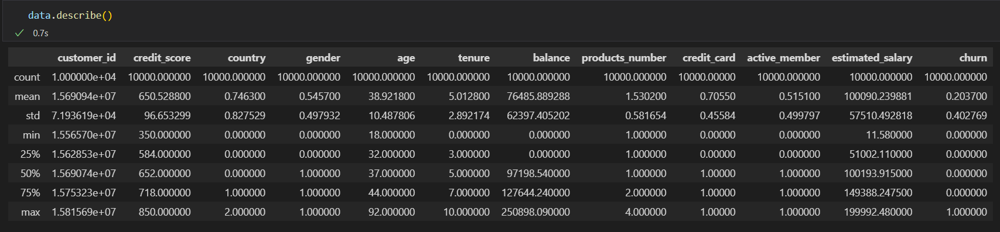 data.describe()
0.7s
customer_id credit_score country gender age tenure balance products_number credit_card active_member estimated_salary churn
count 1.000000e+04 10000.000000 10000.000000 10000.000000 10000.000000 10000.000000 10000.000000 10000.000000 10000.00000 10000.000000 10000.000000 10000.000000
mean 1.569094e+07 650.528800 0.746300 0.545700 38.921800 5.012800 76485.889288 1.530200 0.70550 0.515100 100090.239881 0.203700
std 7.193619e+04 96.653299 0.827529 0.497932 10.487806 2.892174 62397.405202 0.581654 0.45584 0.499797 57510.492818 0.402769
min 1.556570e+07 350.000000 0.000000 0.000000 18.000000 0.000000 0.000000 1.000000 0.00000 0.000000 11.580000 0.000000
25% 1.562853e+07 584.000000 0.000000 0.000000 32.000000 3.000000 0.000000 1.000000 0.00000 0.000000 51002.110000 0.000000
50% 1.569074e+07 652.000000 0.000000 1.000000 37.000000 5.000000 97198.540000 1.000000 1.00000 1.000000 100193.915000 0.000000
75% 1.575323e+07 718.000000 1.000000 1.000000 44.000000 7.000000 127644.240000 2.000000 1.00000 1.000000 149388.247500 0.000000
max 1.581569e+07 850.000000 2.000000 1.000000 92.000000 10.000000 250898.090000 4.000000 1.00000 1.000000 199992.480000 1.000000